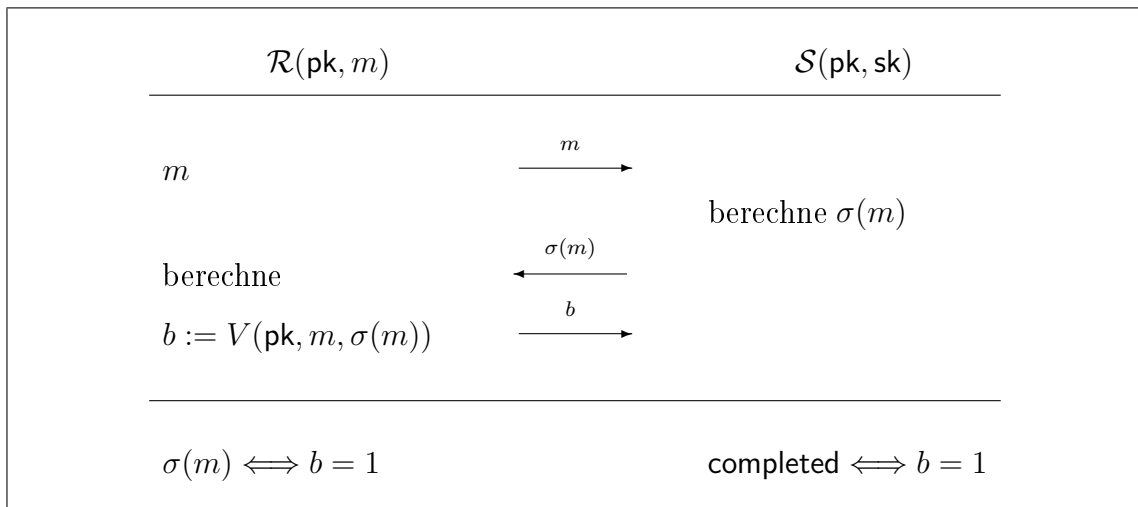 𝓡(pk, m) 𝓢(pk, sk)
m
m
berechne σ(m)
σ(m)
berechne
b
b := V(pk, m, σ(m))
σ(m) ⟺ b = 1 completed ⟺ b = 1